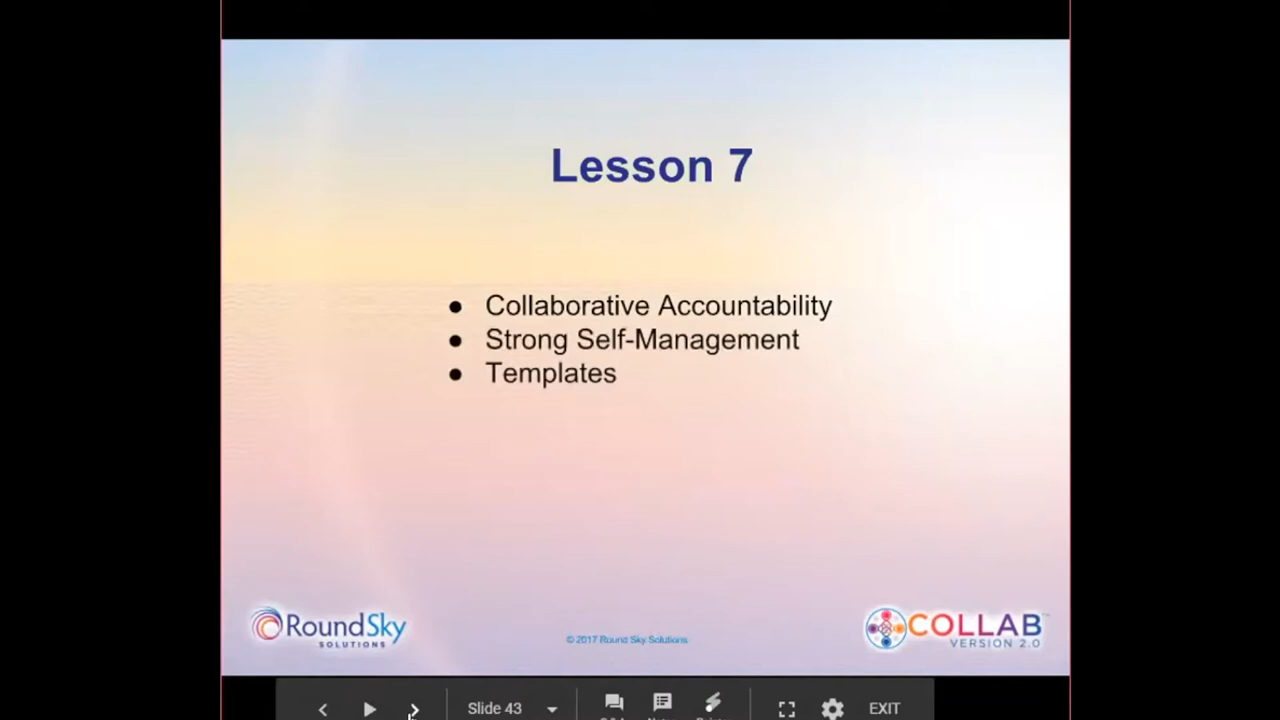 Lesson 7
● Collaborative Accountability
● Strong Self-Management
● Templates
RoundSky
SOLUTIONS
© 2017 Round Sky Solutions
COLLAB™
VERSION 2.0
Slide 43
EXIT